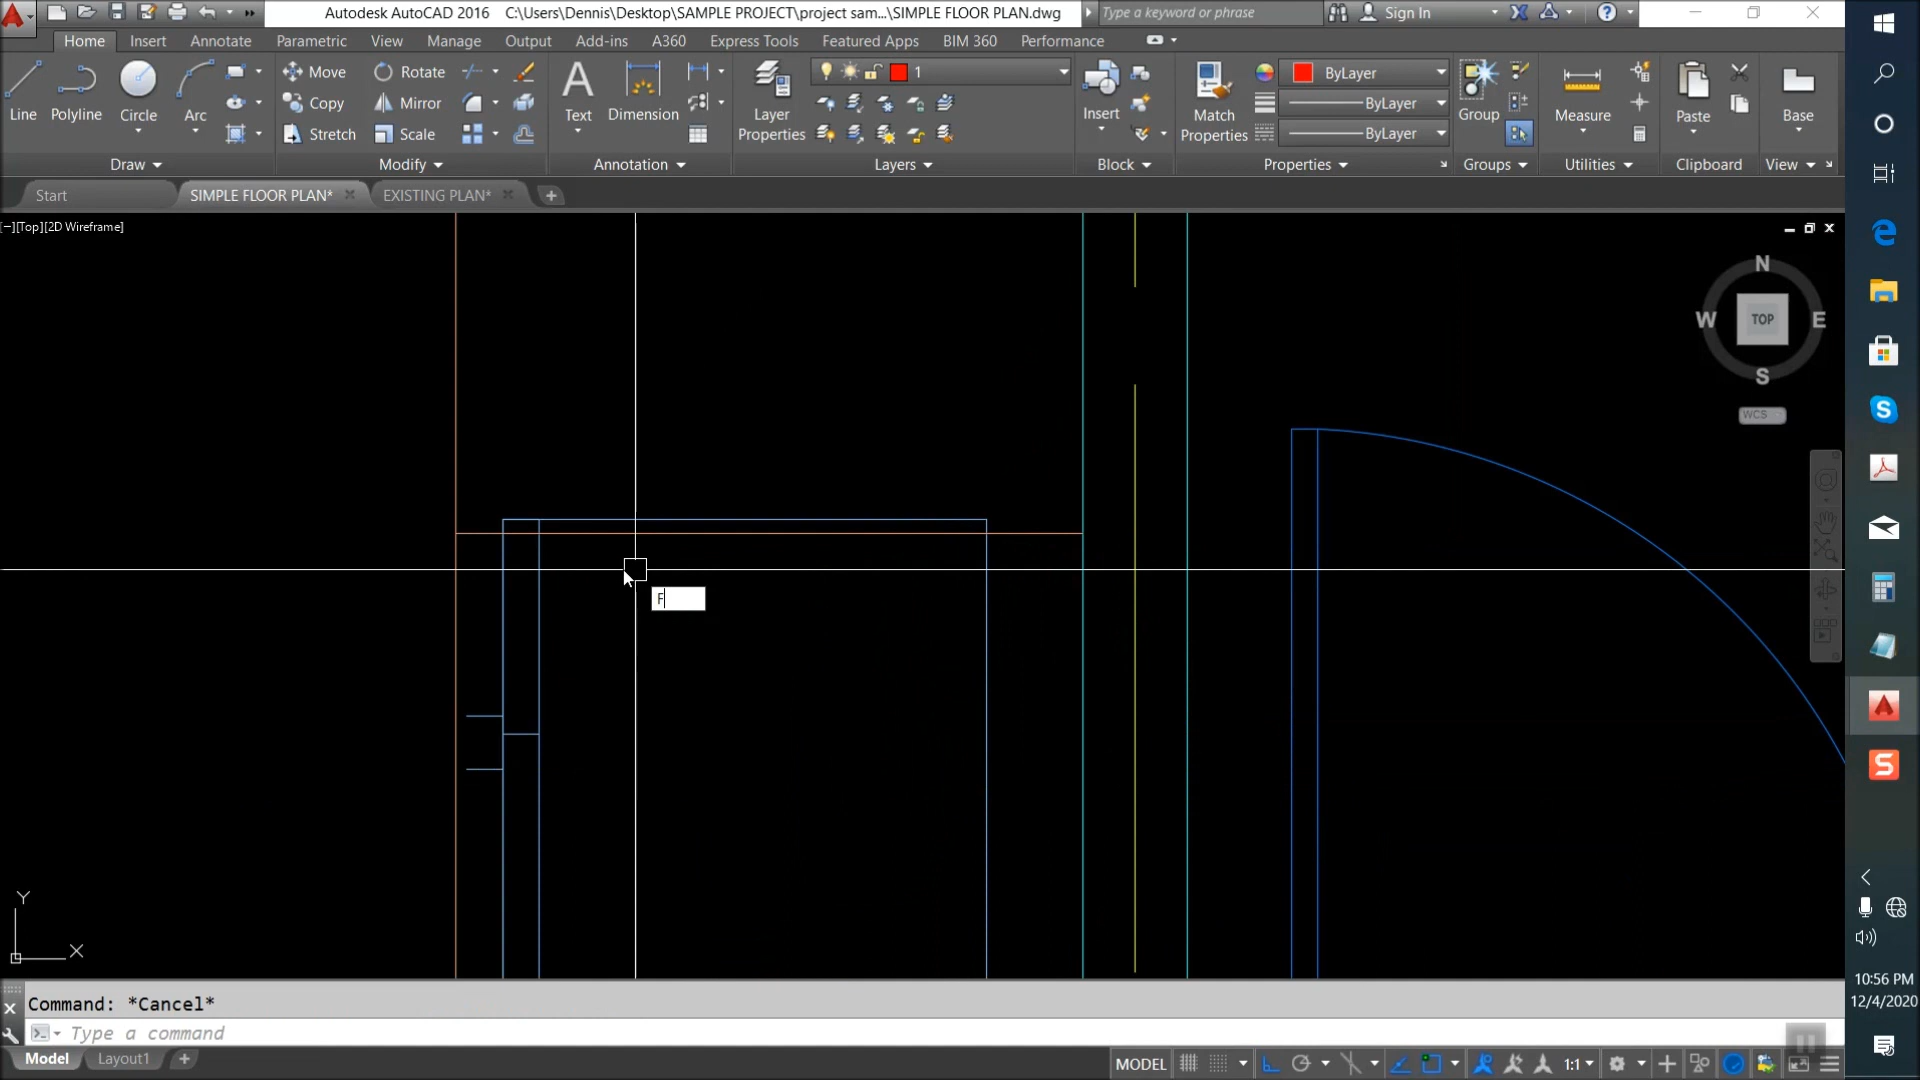 Autodesk AutoCAD 2016 C:\Users\Dennis\Desktop\SAMPLE PROJECT\project sam...\SIMPLE FLOOR PLAN.dwg Type a keyword or phrase Sign In
Home Insert Annotate Parametric View Manage Output Add-ins A360 Express Tools Featured Apps BIM 360 Performance
Move Rotate 1 ByLayer
Line Polyline Circle Arc Copy Mirror Text Dimension Layer Properties Insert Match Properties ByLayer Group Measure Paste Base
Stretch Scale ByLayer
Draw Modify Annotation Layers Block Properties Groups Utilities Clipboard View
Start SIMPLE FLOOR PLAN* EXISTING PLAN*
[−][Top][2D Wireframe]
N
W TOP E
S
WCS
F
Y
X
Command: *Cancel*
Type a command
Model Layout1
MODEL 1:1
10:56 PM
12/4/2020